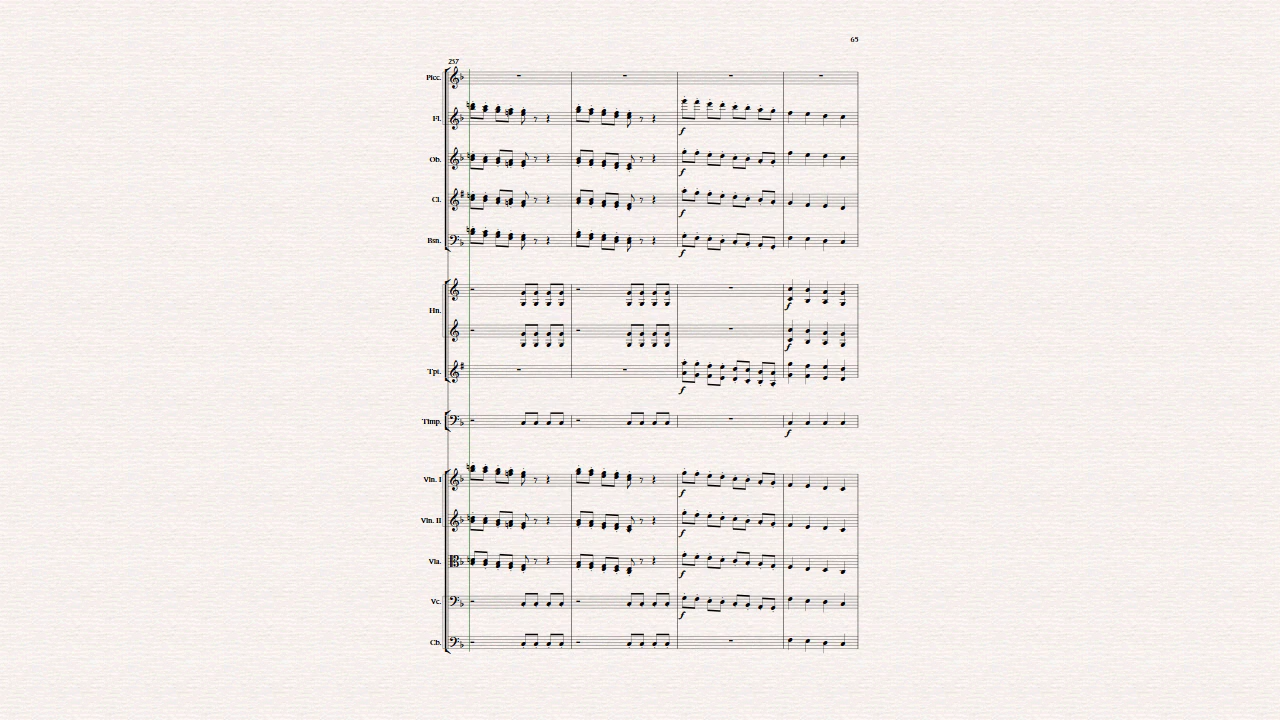 65
257
Picc.
Fl.
f
Ob.
f
Cl.
f
Bsn.
f
Hn.
f
f
Tpt.
f
Timp.
f
Vln. I
f
Vln. II
f
Vla.
f
Vc.
f
Cb.